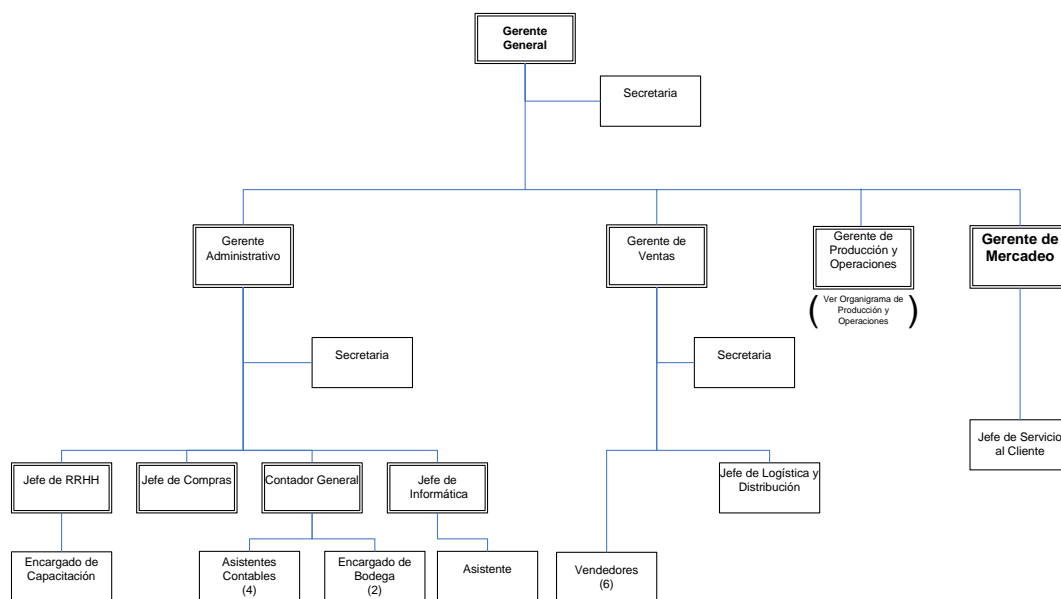 Gerente
General
Secretaria
Gerente
Administrativo
Gerente de
Ventas
Gerente de
Producción y
Operaciones
Gerente de
Mercadeo
(Ver Organigrama de
Producción y
Operaciones)
Secretaria
Secretaria
Jefe de Servicio
al Cliente
Jefe de RRHH
Jefe de Compras
Contador General
Jefe de
Informática
Jefe de Logística y
Distribución
Encargado de
Capacitación
Asistentes
Contables
(4)
Encargado de
Bodega
(2)
Asistente
Vendedores
(6)